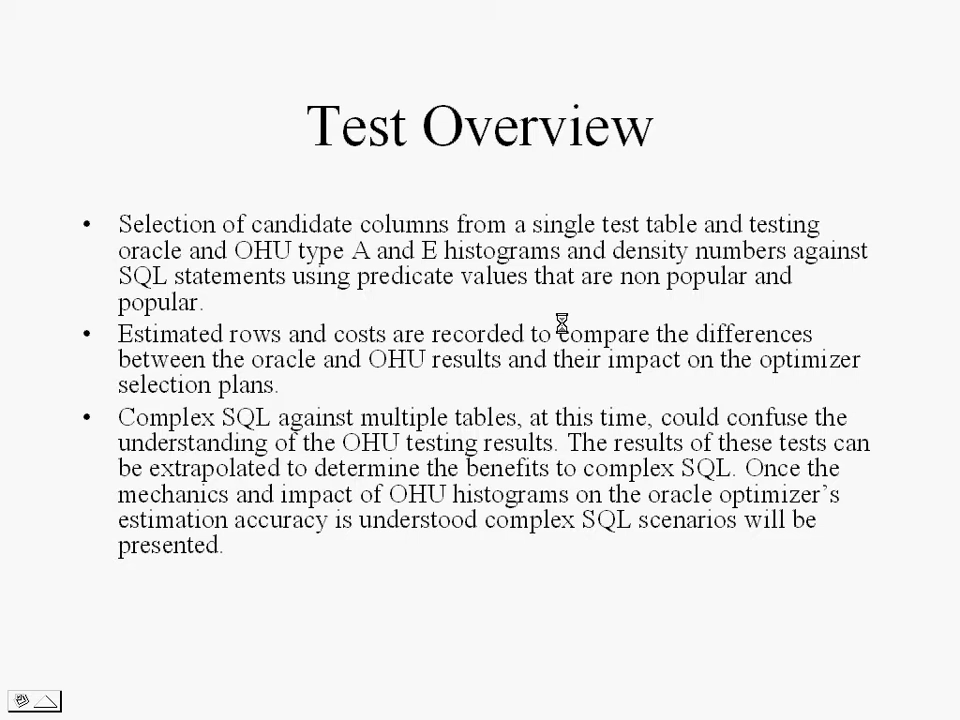 Test Overview
• Selection of candidate columns from a single test table and testing
oracle and OHU type A and E histograms and density numbers against
SQL statements using predicate values that are non popular and
popular.
• Estimated rows and costs are recorded to compare the differences
between the oracle and OHU results and their impact on the optimizer
selection plans.
• Complex SQL against multiple tables, at this time, could confuse the
understanding of the OHU testing results. The results of these tests can
be extrapolated to determine the benefits to complex SQL. Once the
mechanics and impact of OHU histograms on the oracle optimizer’s
estimation accuracy is understood complex SQL scenarios will be
presented.